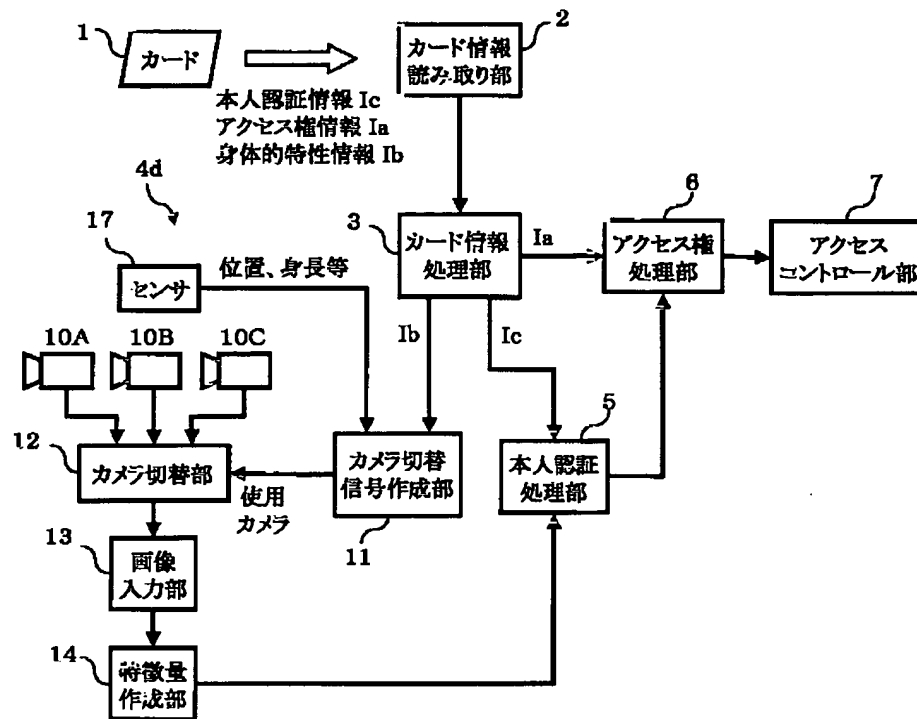 1
カード
2
カード情報
読み取り部
本人認証情報 Ic
アクセス権情報 Ia
身体的特性情報 Ib
4d
17
センサ
位置、身長等
3
カード情報
処理部
Ia
6
アクセス権
処理部
7
アクセス
コントロール部
Ib
Ic
10A
10B
10C
12
カメラ切替部
使用
カメラ
カメラ切替
信号作成部
11
5
本人認証
処理部
13
画像
入力部
14
特徴量
作成部